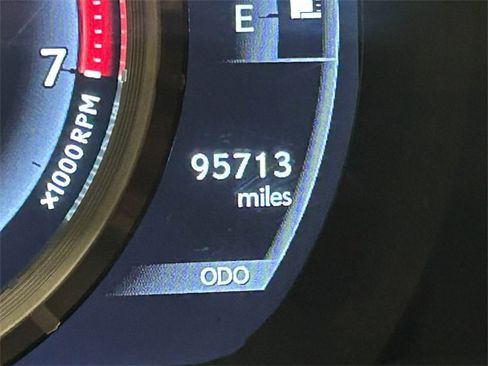 E
7
x1000RPM
95713
miles
ODO